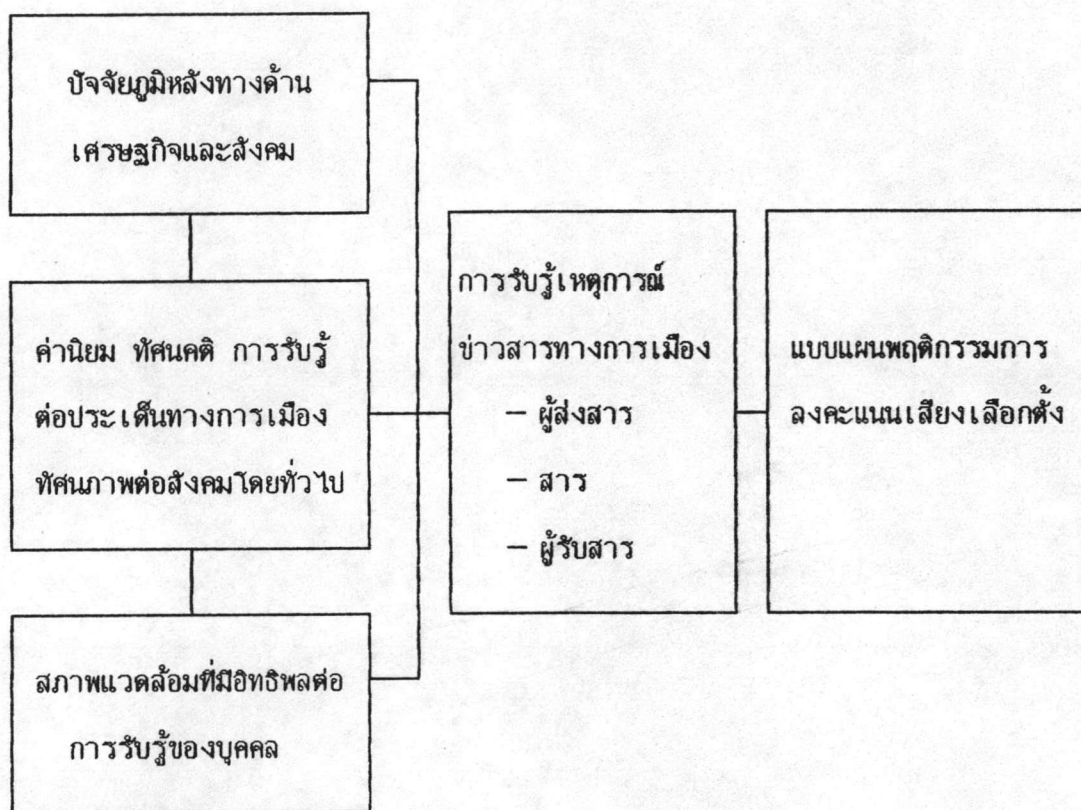 ปัจจัยภูมิหลังทางด้าน
เศรษฐกิจและสังคม
ค่านิยม ทัศนคติ การรับรู้
ต่อประเด็นทางการเมือง
ทัศนภาพต่อสังคมโดยทั่วไป
สภาพแวดล้อมที่มีอิทธิพลต่อ
การรับรู้ของบุคคล
การรับรู้เหตุการณ์
ข่าวสารทางการเมือง
— ผู้ส่งสาร
— สาร
— ผู้รับสาร
แบบแผนพฤติกรรมการ
ลงคะแนนเสียงเลือกตั้ง